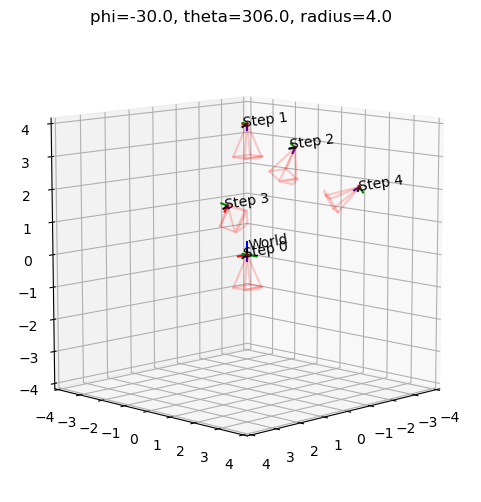 phi=-30.0, theta=306.0, radius=4.0
4
Step 1
3
Step 2
2
Step 4
Step 3
1
World
0
Step 0
−1
−2
−3
−4
−4 −3 −2 −1 0 1 2 3 4
4 3 2 1 0 −1 −2 −3 −4